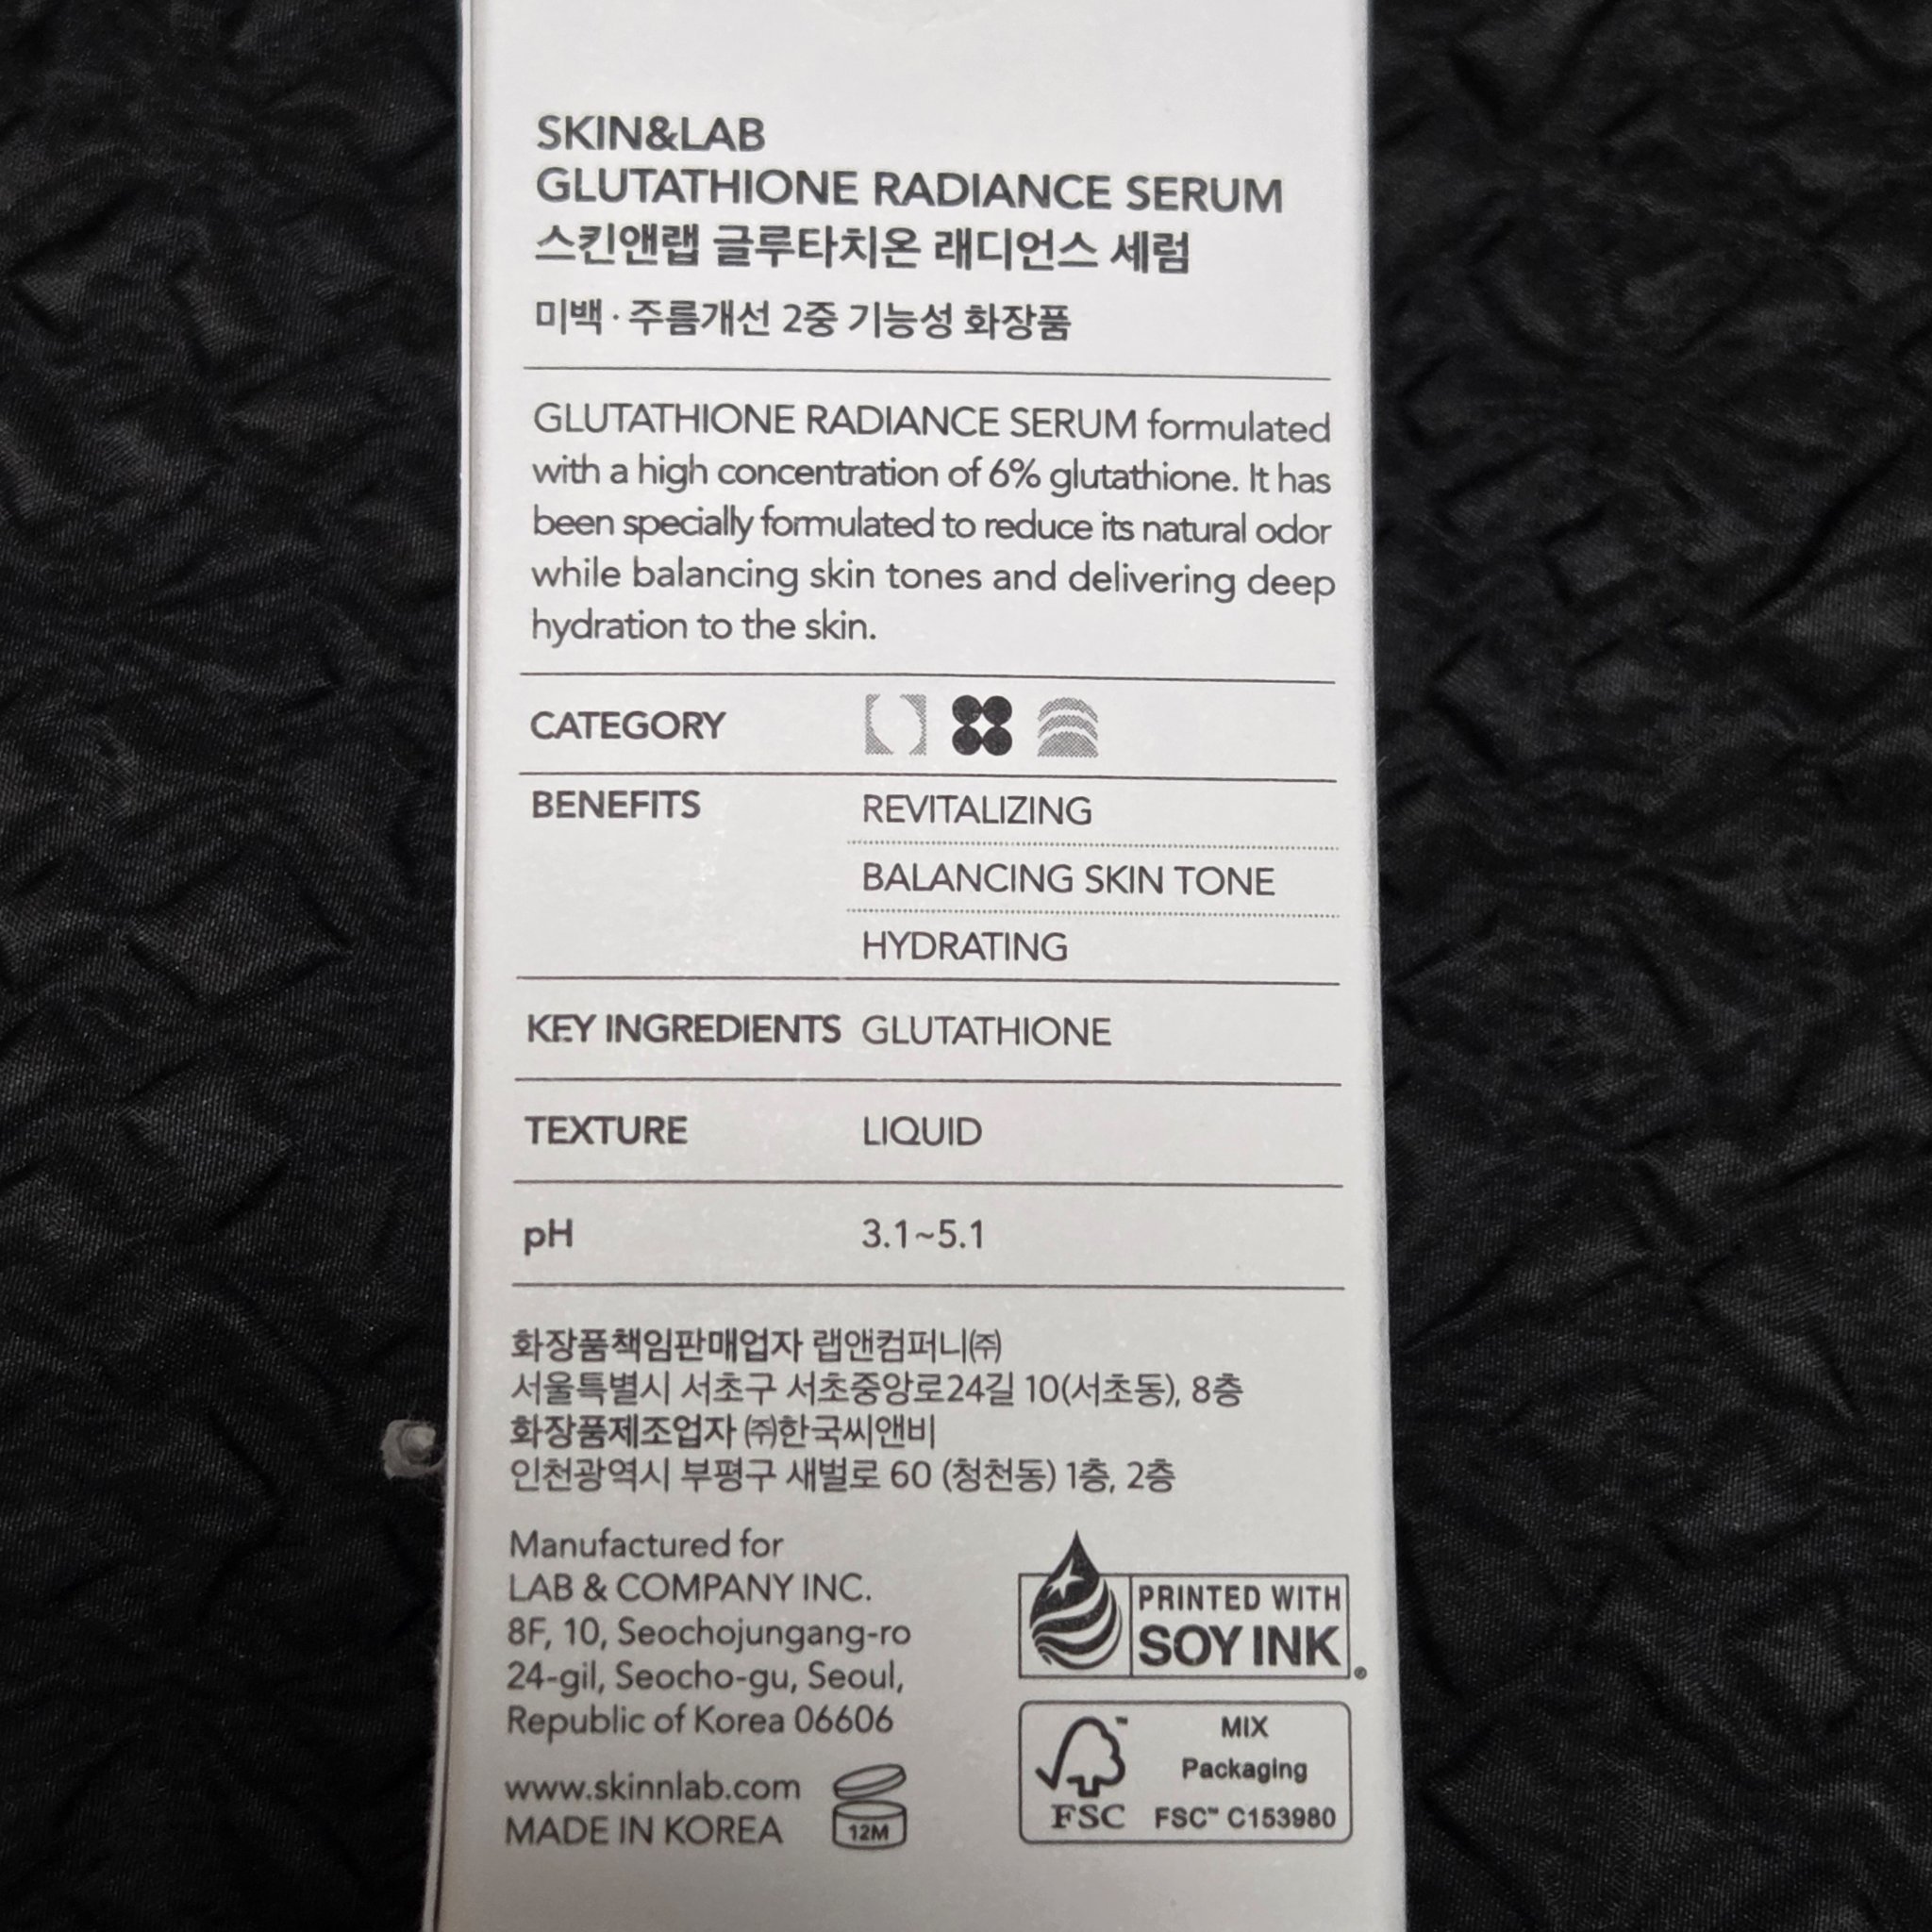 SKIN&LAB
GLUTATHIONE RADIANCE SERUM
스킨앤랩 글루타치온 래디언스 세럼
미백·주름개선 2중 기능성 화장품
GLUTATHIONE RADIANCE SERUM formulated
with a high concentration of 6% glutathione. It has
been specially formulated to reduce its natural odor
while balancing skin tones and delivering deep
hydration to the skin.
CATEGORY
BENEFITS REVITALIZING
BALANCING SKIN TONE
HYDRATING
KEY INGREDIENTS GLUTATHIONE
TEXTURE LIQUID
pH 3.1~5.1
화장품책임판매업자 랩앤컴퍼니㈜
서울특별시 서초구 서초중앙로24길 10(서초동), 8층
화장품제조업자 ㈜한국씨앤비
인천광역시 부평구 새벌로 60 (청천동) 1층, 2층
Manufactured for
LAB & COMPANY INC.
8F, 10, Seochojungang-ro
24-gil, Seocho-gu, Seoul,
Republic of Korea 06606
www.skinnlab.com
MADE IN KOREA
12M
PRINTED WITH
SOY INK®
MIX
Packaging
FSC FSC™ C153980